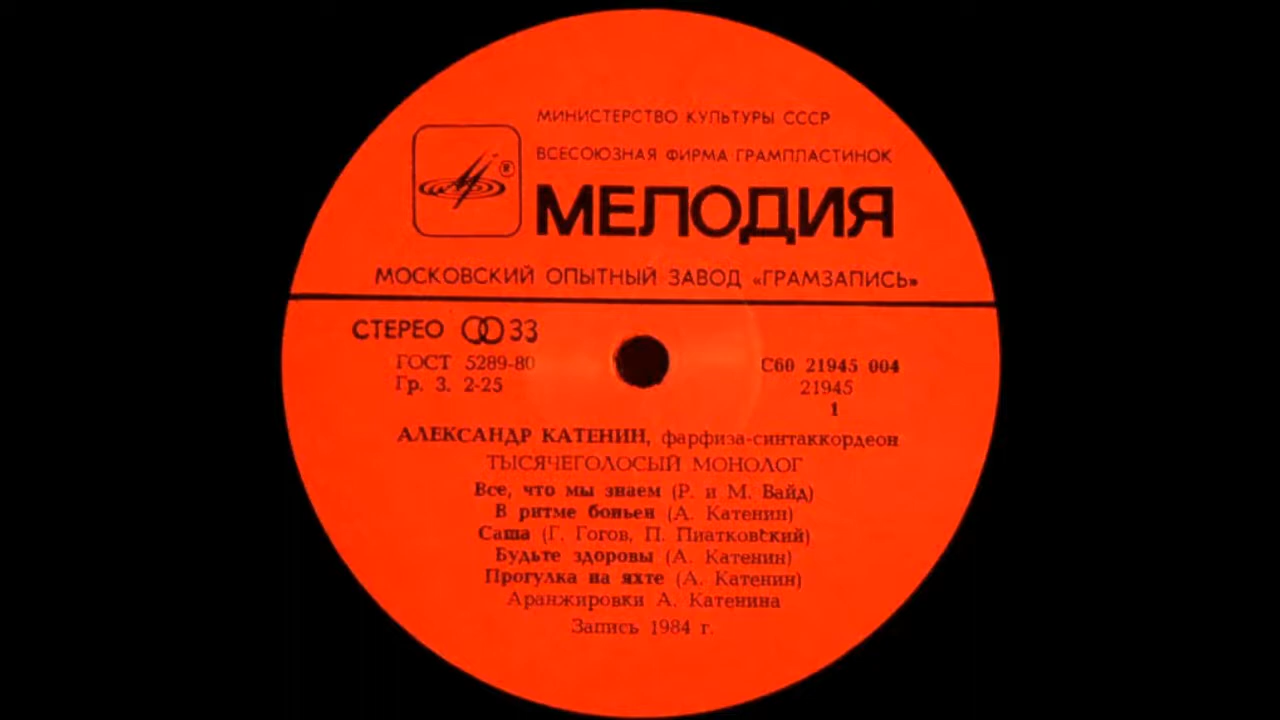 МИНИСТЕРСТВО КУЛЬТУРЫ СССР
ВСЕСОЮЗНАЯ ФИРМА ГРАМПЛАСТИНОК
®
МЕЛОДИЯ
МОСКОВСКИЙ ОПЫТНЫЙ ЗАВОД «ГРАМЗАПИСЬ»
СТЕРЕО 33
ГОСТ 5289-80
Гр. 3. 2-25
С60 21945 004
21945
1
АЛЕКСАНДР КАТЕНИН, фарфиза-синтаккордеон
ТЫСЯЧЕГОЛОСЫЙ МОНОЛОГ
Все, что мы знаем (Р. и М. Вайд)
В ритме боньен (А. Катенин)
Саша (Г. Гогов, П. Пиатковский)
Будьте здоровы (А. Катенин)
Прогулка на яхте (А. Катенин)
Аранжировки А. Катенина
Запись 1984 г.